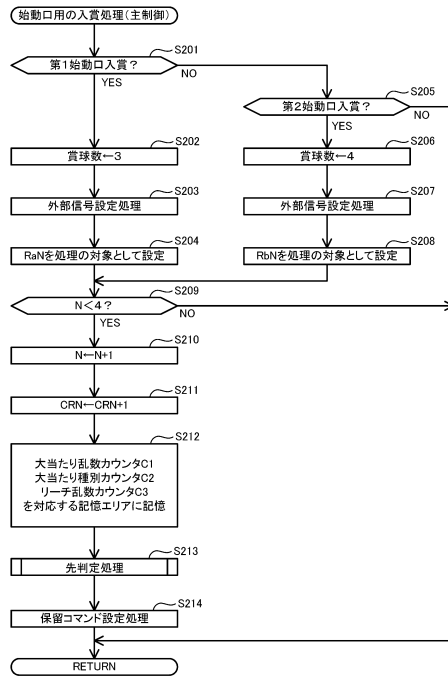 始動口用の入賞処理(主制御)
S201
第1始動口入賞?
NO
YES
S205
第2始動口入賞?
NO
YES
S202
賞球数←3
S206
賞球数←4
S203
外部信号設定処理
S207
外部信号設定処理
S204
RaNを処理の対象として設定
S208
RbNを処理の対象として設定
S209
N<4?
NO
YES
S210
N←N+1
S211
CRN←CRN+1
S212
大当たり乱数カウンタC1
大当たり種別カウンタC2
リーチ乱数カウンタC3
を対応する記憶エリアに記憶
S213
先判定処理
S214
保留コマンド設定処理
RETURN